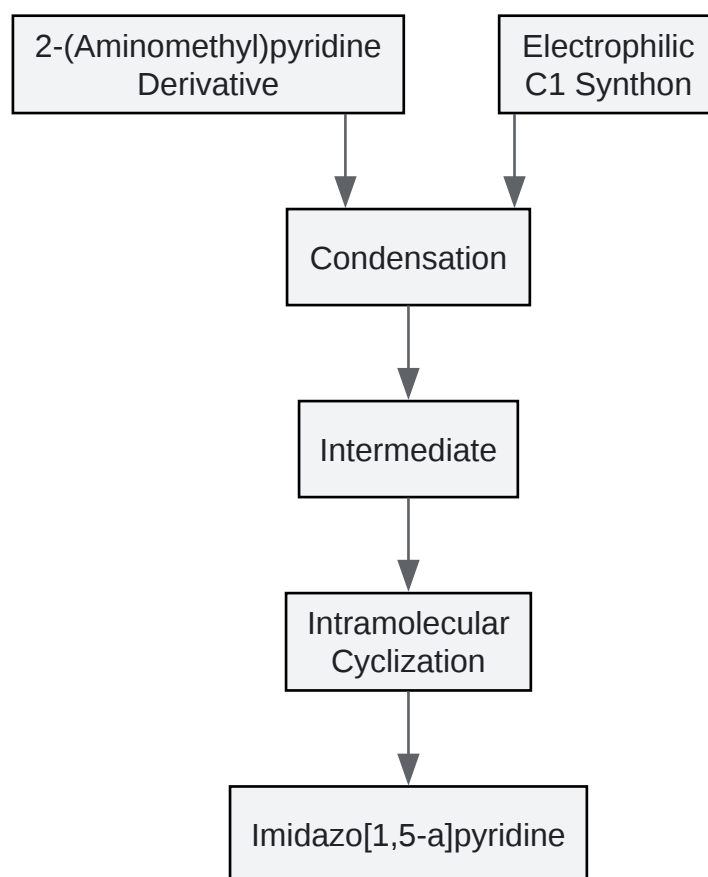 2-(Aminomethyl)pyridine
Derivative
Electrophilic
C1 Synthon
Condensation
Intermediate
Intramolecular
Cyclization
Imidazo[1,5-a]pyridine